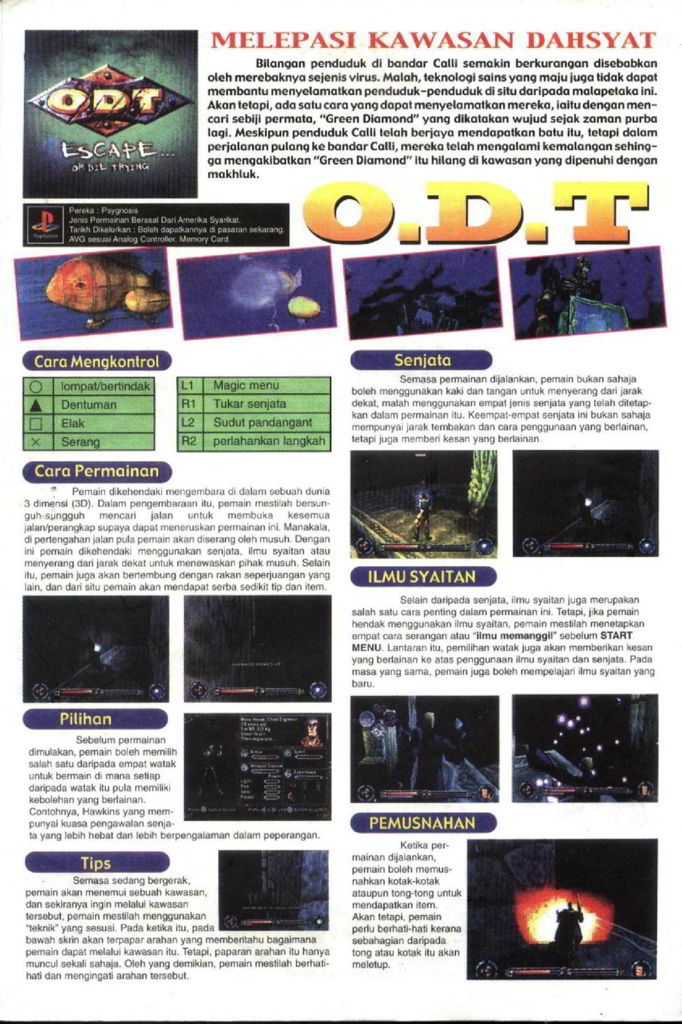 ODT
ESCAPE...
OR DIE TRYING
MELEPASI KAWASAN DAHSYAT
Bilangan penduduk di bandar Calli semakin berkurangan disebabkan
oleh merebaknya sejenis virus. Malah, teknologi sains yang maju juga tidak dapat
membantu menyelamatkan penduduk-penduduk di situ daripada malapetaka ini.
Akan tetapi, ada satu cara yang dapat menyelamatkan mereka, iaitu dengan men-
cari sebiji permata, "Green Diamond" yang dikatakan wujud sejak zaman purba
lagi. Meskipun penduduk Calli telah berjaya mendapatkan batu itu, tetapi dalam
perjalanan pulang ke bandar Calli, mereka telah mengalami kemalangan sehing-
ga mengakibatkan "Green Diamond" itu hilang di kawasan yang dipenuhi dengan
makhluk.
O.D.T
PlayStation
Pereka : Psygnosis
Jenis Permainan Berasal Dari Amerika Syarikat.
Tarikh Dikelurkan : Boleh dapatkannya di pasaran sekarang.
AVG sesuai Analog Controller, Memory Card.
Cara Mengkontrol
○ lompat/bertindak
▲ Dentuman
□ Elak
× Serang
L1 Magic menu
R1 Tukar senjata
L2 Sudut pandangant
R2 perlahankan langkah
Cara Permainan
Pemain dikehendaki mengembara di dalam sebuah dunia
3 dimensi (3D). Dalam pengembaraan itu, pemain mestilah bersun-
guh-sungguh mencari jalan untuk membuka kesemua
jalan/perangkap supaya dapat meneruskan permainan ini. Manakala,
di pertengahan jalan pula pemain akan diserang oleh musuh. Dengan
ini pemain dikehendaki menggunakan senjata, ilmu syaitan atau
menyerang dari jarak dekat untuk menewaskan pihak musuh. Selain
itu, pemain juga akan bertembung dengan rakan seperjuangan yang
lain, dan dari situ pemain akan mendapat serba sedikit tip dan item.
Pilihan
Sebelum permainan
dimulakan, pemain boleh memilih
salah satu daripada empat watak
untuk bermain di mana setiap
daripada watak itu pula memiliki
kebolehan yang berlainan.
Contohnya, Hawkins yang mem-
punyai kuasa pengawalan senja-
ta yang lebih hebat dan lebih berpengalaman dalam peperangan.
Tips
Semasa sedang bergerak,
pemain akan menemui sebuah kawasan,
dan sekiranya ingin melalui kawasan
tersebut, pemain mestilah menggunakan
"teknik" yang sesuai. Pada ketika itu, pada
bawah skrin akan terpapar arahan yang memberitahu bagaimana
pemain dapat melalui kawasan itu. Tetapi, paparan arahan itu hanya
muncul sekali sahaja. Oleh yang demikian, pemain mestilah berhati-
hati dan mengingati arahan tersebut.
Senjata
Semasa permainan dijalankan, pemain bukan sahaja
boleh menggunakan kaki dan tangan untuk menyerang dari jarak
dekat, malah menggunakan empat jenis senjata yang telah ditetap-
kan dalam permainan itu. Keempat-empat senjata ini bukan sahaja
mempunyai jarak tembakan dan cara penggunaan yang berlainan,
tetapi juga memberi kesan yang berlainan.
ILMU SYAITAN
Selain daripada senjata, ilmu syaitan juga merupakan
salah satu cara penting dalam permainan ini. Tetapi, jika pemain
hendak menggunakan ilmu syaitan, pemain mestilah menetapkan
empat cara serangan atau "ilmu memanggil" sebelum START
MENU. Lantaran itu, pemilihan watak juga akan memberikan kesan
yang berlainan ke atas penggunaan ilmu syaitan dan senjata. Pada
masa yang sama, pemain juga boleh mempelajari ilmu syaitan yang
baru.
PEMUSNAHAN
Ketika per-
mainan dijalankan,
pemain boleh memus-
nahkan kotak-kotak
ataupun tong-tong untuk
mendapatkan item.
Akan tetapi, pemain
perlu berhati-hati kerana
sebahagian daripada
tong atau kotak itu akan
meletup.